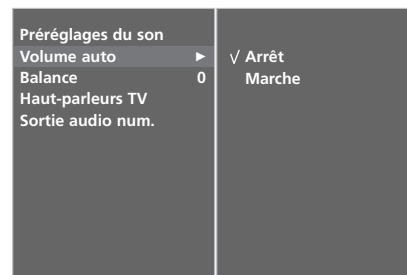 Préréglages du son
Volume auto ►
√ Arrêt
Balance 0
Marche
Haut-parleurs TV
Sortie audio num.